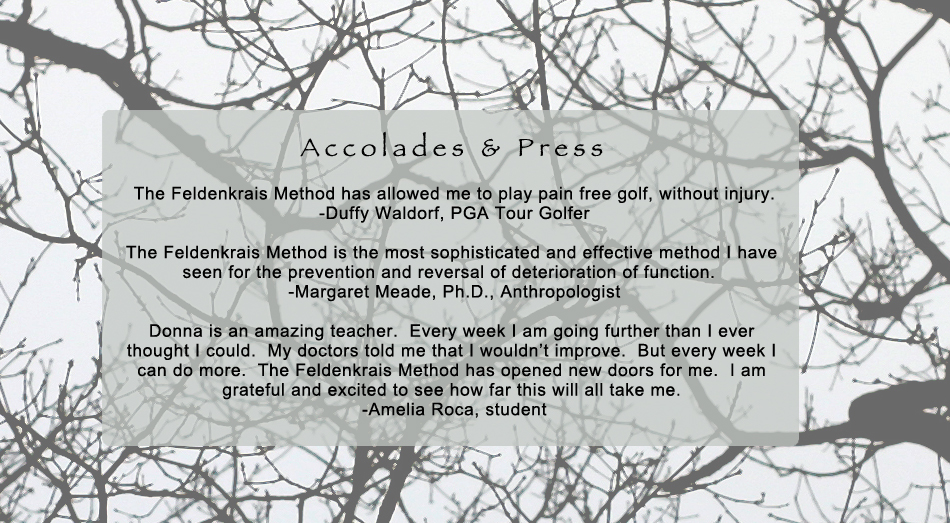 Accolades & Press
The Feldenkrais Method has allowed me to play pain free golf, without injury.
-Duffy Waldorf, PGA Tour Golfer
The Feldenkrais Method is the most sophisticated and effective method I have
seen for the prevention and reversal of deterioration of function.
-Margaret Meade, Ph.D., Anthropologist
Donna is an amazing teacher.  Every week I am going further than I ever
thought I could.  My doctors told me that I wouldn't improve.  But every week I
can do more.  The Feldenkrais Method has opened new doors for me.  I am
grateful and excited to see how far this will all take me.
-Amelia Roca, student